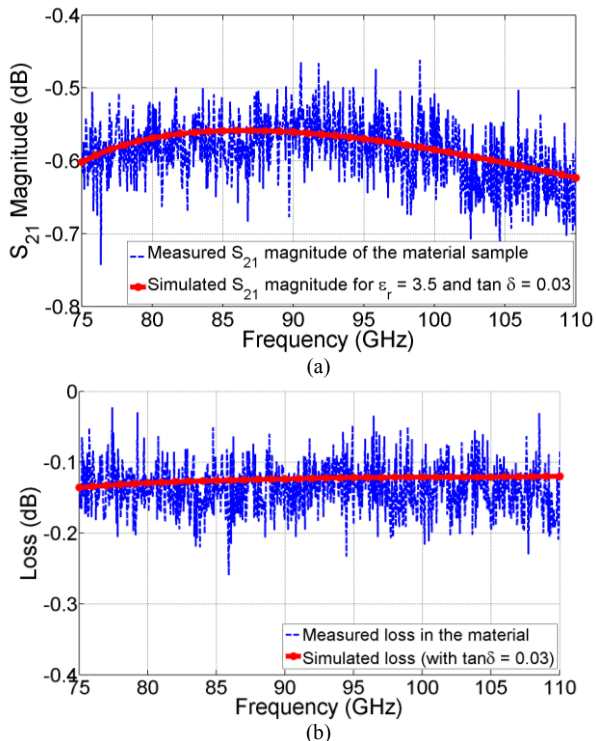 -0.4
-0.5
-0.6
-0.7
-0.8
S21 Magnitude (dB)
Measured S21 magnitude of the material sample
Simulated S21 magnitude for εr = 3.5 and tan δ = 0.03
75 80 85 90 95 100 105 110
Frequency (GHz)
(a)
0
-0.1
-0.2
-0.3
-0.4
Loss (dB)
Measured loss in the material
Simulated loss (with tanδ = 0.03)
75 80 85 90 95 100 105 110
Frequency (GHz)
(b)